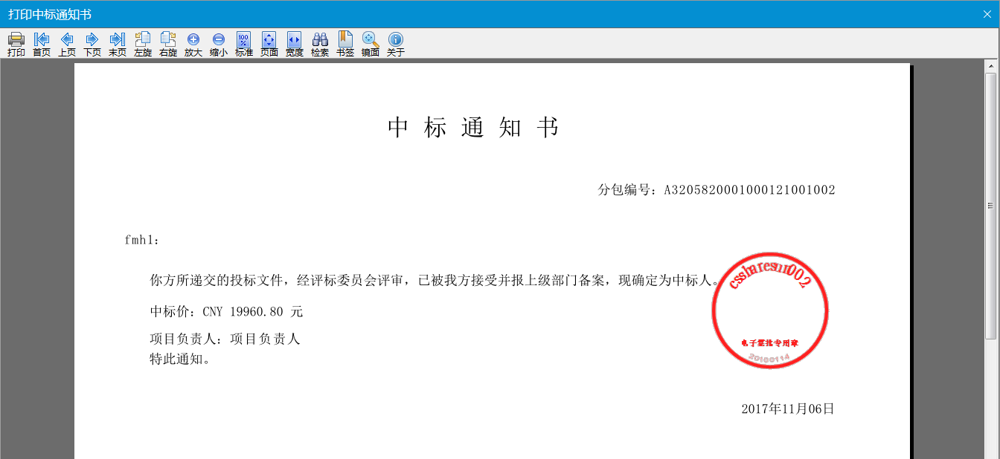 打印中标通知书
打印 首页 上页 下页 末页 左旋 右旋 放大 缩小 标准 页面 宽度 检索 书签 镜面 关于
中标通知书
分包编号：A3205820001000121001002
fmh1：
你方所递交的投标文件，经评标委员会评审，已被我方接受并报上级部门备案，现确定为中标人。
中标价：CNY 19960.80 元
项目负责人：项目负责人
特此通知。
cssharesun002
电子签批专用章
20100114
2017年11月06日